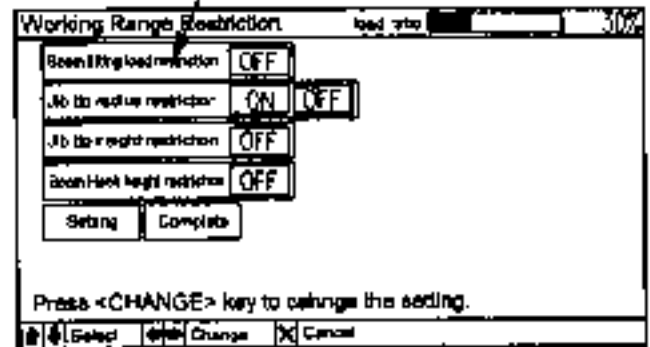 Working Range Restriction load ratio 30%
Boom lifting load restriction OFF
Jib tip radius restriction ON OFF
Jib tip height restriction OFF
Boom Hook height restriction OFF
Setting Complete
Press <CHANGE> key to cahnge the setting.
Select Change Cancel